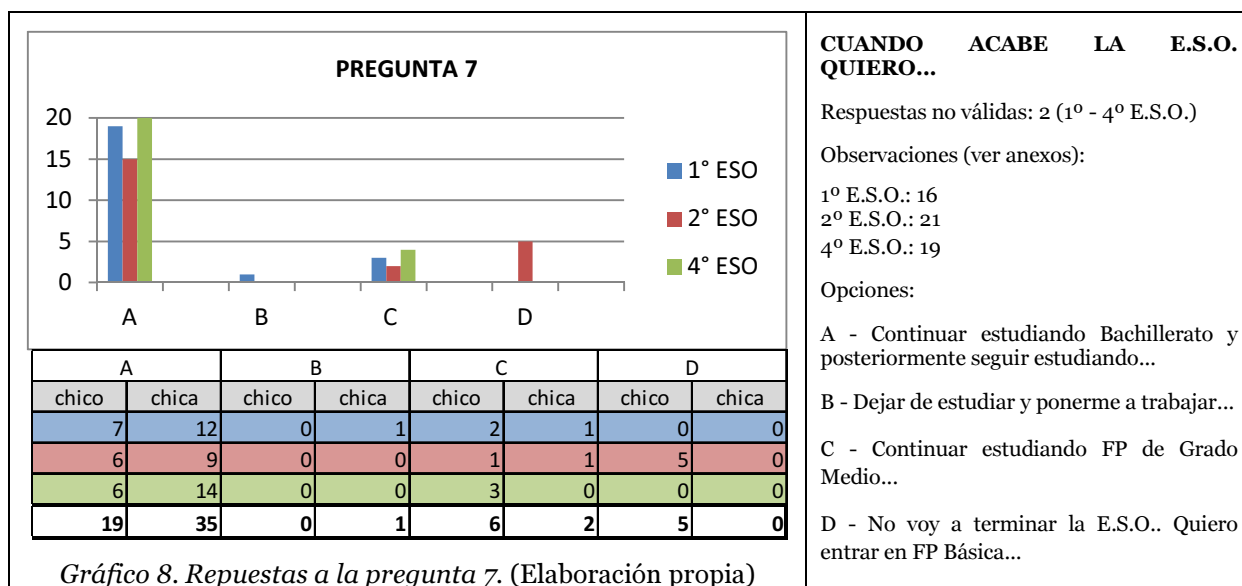 PREGUNTA 7
20
15
10
5
0
A B C D
1° ESO
2° ESO
4° ESO
A B C D
chico chica chico chica chico chica chico chica
7 12 0 1 2 1 0 0
6 9 0 0 1 1 5 0
6 14 0 0 3 0 0 0
19 35 0 1 6 2 5 0
Gráfico 8. Repuestas a la pregunta 7. (Elaboración propia)
CUANDO ACABE LA E.S.O.
QUIERO...
Respuestas no válidas: 2 (1º - 4º E.S.O.)
Observaciones (ver anexos):
1º E.S.O.: 16
2º E.S.O.: 21
4º E.S.O.: 19
Opciones:
A - Continuar estudiando Bachillerato y
posteriormente seguir estudiando...
B - Dejar de estudiar y ponerme a trabajar...
C - Continuar estudiando FP de Grado
Medio...
D - No voy a terminar la E.S.O.. Quiero
entrar en FP Básica...